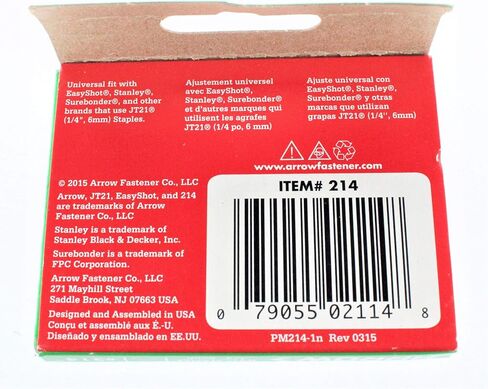 Universal fit with
EasyShot®, Stanley®,
Surebonder®, and other
brands that use JT21®
(1/4", 6mm) Staples.
Ajustement universel
avec EasyShot®,
Stanley®, Surebonder®
et d'autres marques qui
utilisent les agrafes
JT21® (1/4 po, 6 mm)
Ajuste universal con
EasyShot®, Stanley®,
Surebonder® y otras
marcas que utilizan
grapas JT21® (1/4", 6mm)
www.arrowfastener.com
© 2015 Arrow Fastener Co., LLC
Arrow, JT21, EasyShot, and 214
are trademarks of Arrow
Fastener Co., LLC
Stanley is a trademark of
Stanley Black & Decker, Inc.
Surebonder is a trademark of
FPC Corporation.
Arrow Fastener Co., LLC
271 Mayhill Street
Saddle Brook, NJ 07663 USA
Designed and Assembled in USA
Conçu et assemblé aux É.-U.
Diseñado y ensamblado en EE.UU.
ITEM# 214
0 79055 02114 8
PM214-1n Rev 0315